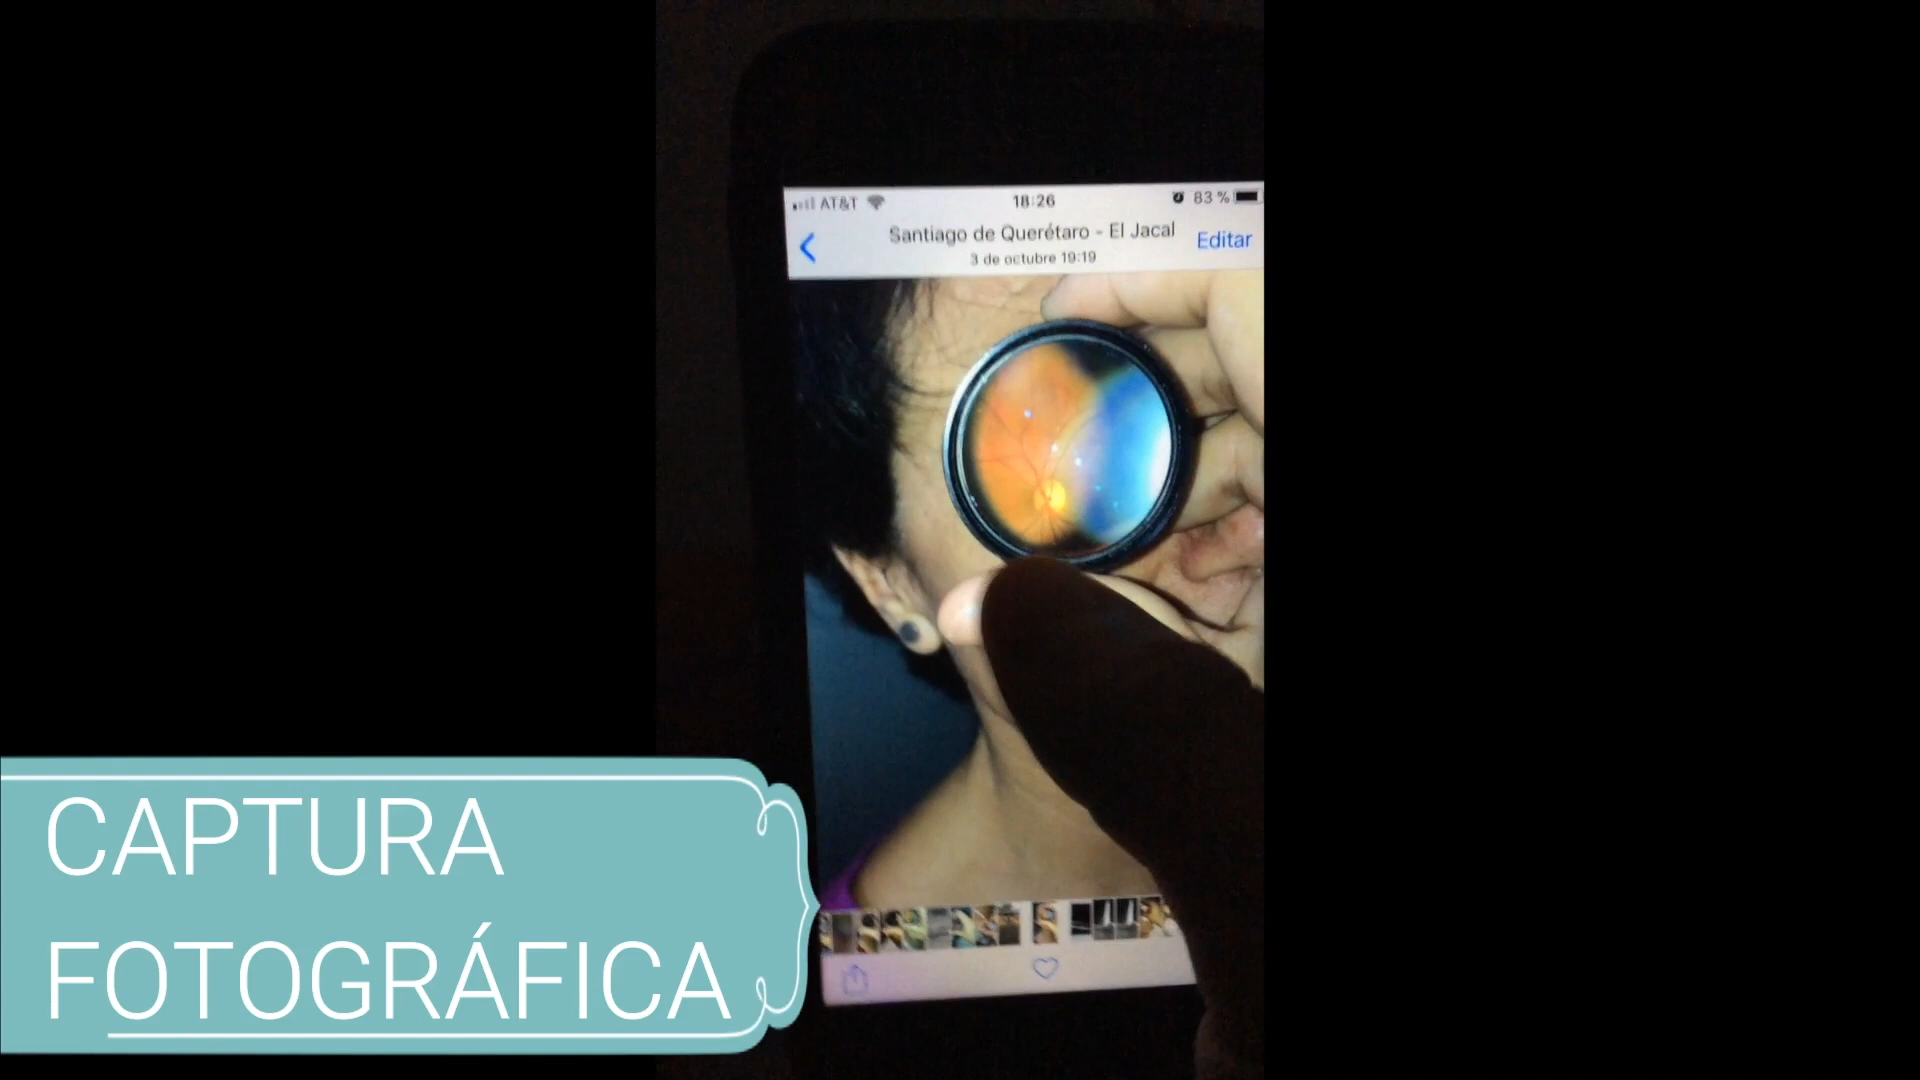 AT&T
18:26
83 %
Santiago de Querétaro - El Jacal
Editar
3 de octubre 19:19
CAPTURA
FOTOGRÁFICA